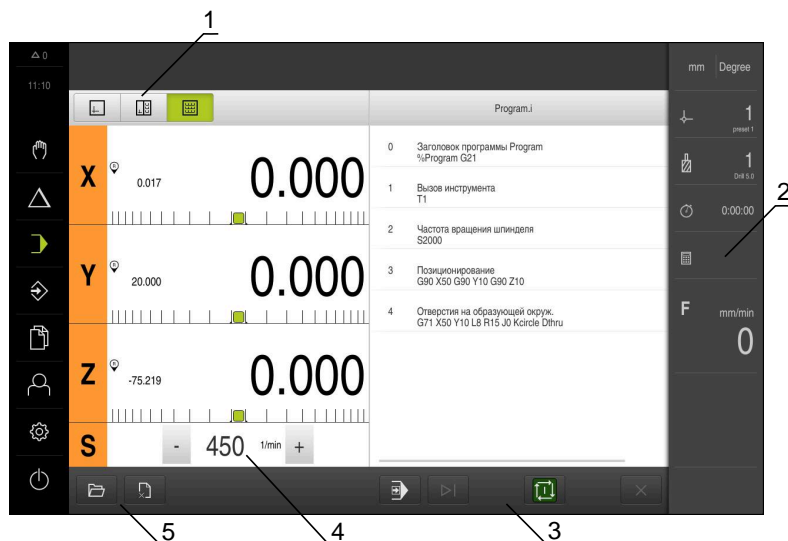 1
0
11:10
mm Degree
Program.i
1
preset 1
1
Drill 5.0
0:00:00
2
F mm/min
0
X R 0.017 0.000
Y R 20.000 0.000
Z R -75.219 0.000
S - 450 1/min +
0 Заголовок программы Program
%Program G21
1 Вызов инструмента
T1
2 Частота вращения шпинделя
S2000
3 Позиционирование
G90 X50 G90 Y10 G90 Z10
4 Отверстия на образующей окруж.
G71 X50 Y10 L8 R15 J0 Kcircle Dthru
5
4
3